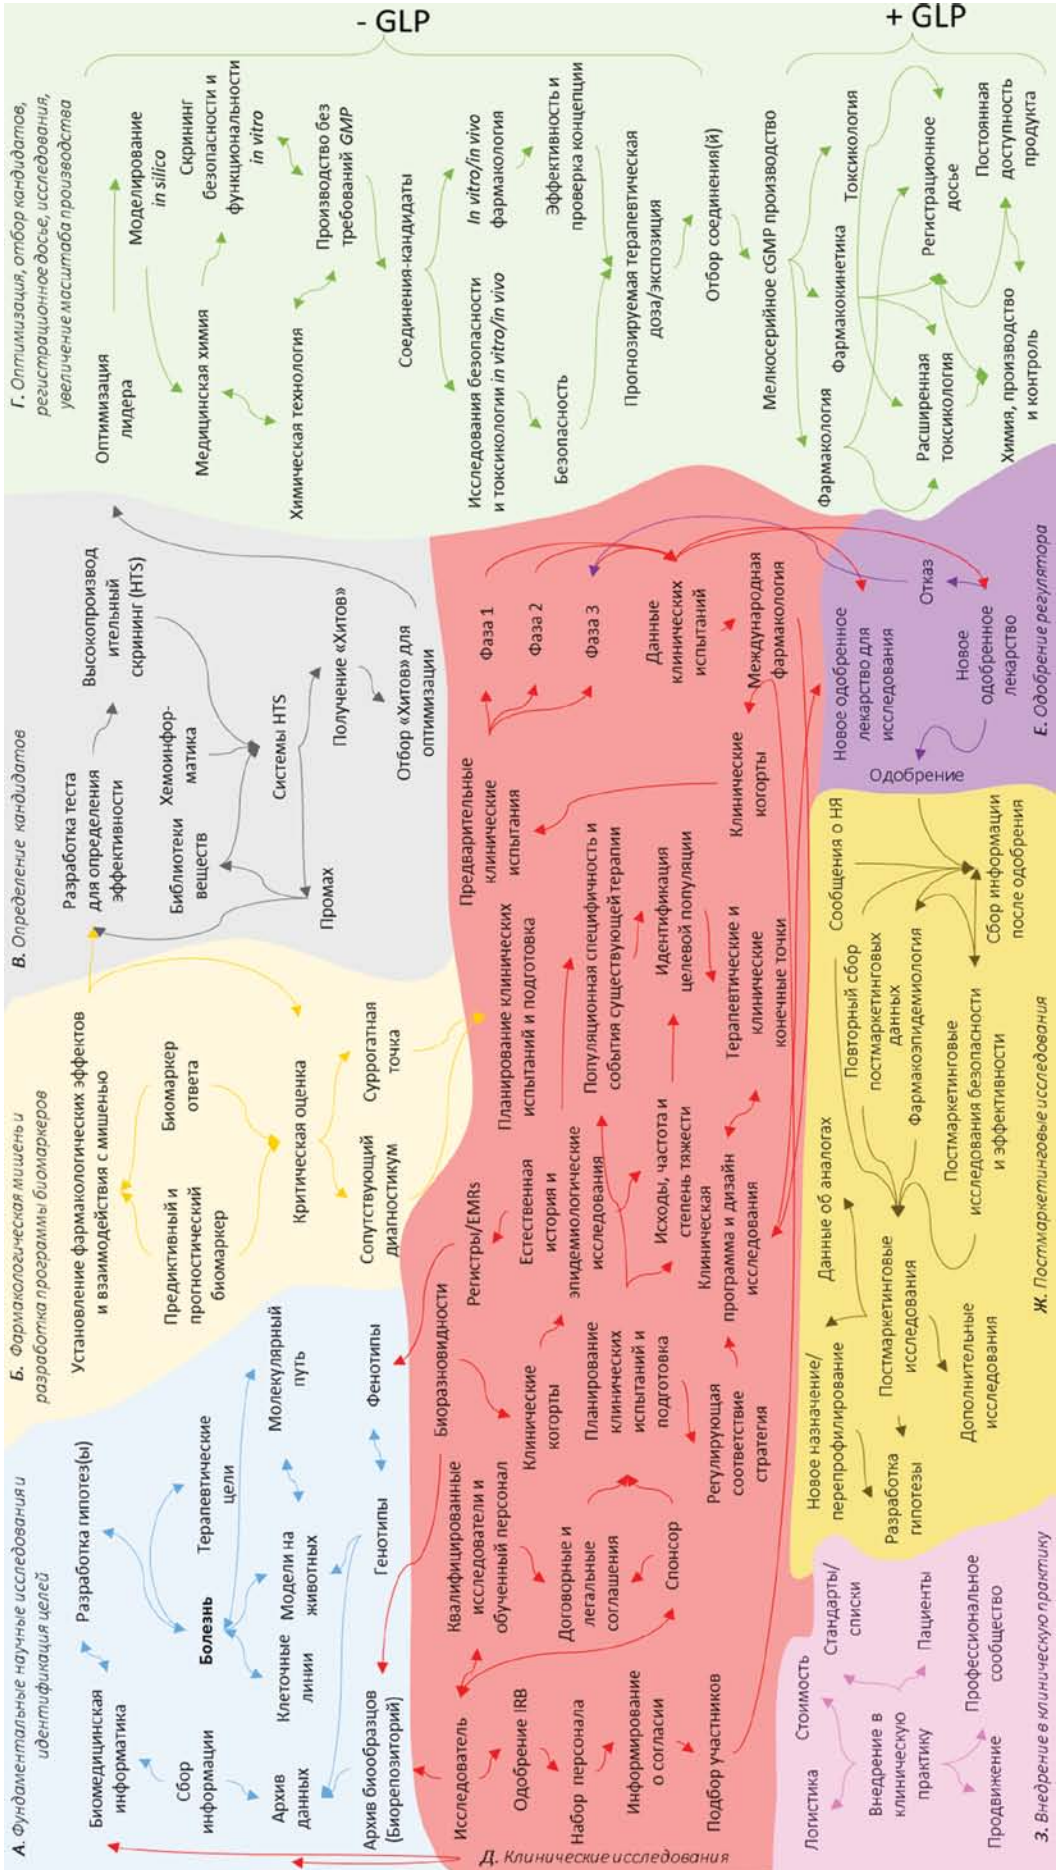 А. Фундаментальные научные исследования и
идентификация целей
Биомедицинская
информатика
Разработка гипотез(ы)
Сбор
информации
Болезнь
Терапевтические
цели
Архив
данных
Клеточные
линии
Модели на
животных
Молекулярный
путь
Архив биообразцов
(Биорепозиторий)
Генотипы
Фенотипы
Б. Фармакологическая мишень и
разработка программы биомаркеров
Установление фармакологических эффектов
и взаимодействия с мишенью
Предиктивный и
прогностический
биомаркер
Биомаркер
ответа
Критическая оценка
Сопутствующий
диагностикум
Суррогатная
точка
В. Определение кандидатов
Разработка теста
для определения
эффективности
Высокопроизвод
ительный
скрининг (HTS)
Библиотеки
веществ
Хемоинфор-
матика
Системы HTS
Промах
Получение «Хитов»
Отбор «Хитов» для
оптимизации
Г. Оптимизация, отбор кандидатов,
регистрационное досье, исследования,
увеличение масштаба производства
Оптимизация
лидера
Моделирование
in silico
Медицинская химия
Скрининг
безопасности и
функциональности
in vitro
Химическая технология
Производство без
требований GMP
Соединения-кандидаты
Исследования безопасности
и токсикологии in vitro/in vivo
In vitro/in vivo
фармакология
Безопасность
Эффективность и
проверка концепции
Прогнозируемая терапевтическая
доза/экспозиция
Отбор соединения(й)
- GLP
Мелкосерийное cGMP производство
Фармакология
Фармакокинетика
Токсикология
Расширенная
токсикология
Регистрационное
досье
Химия, производство
и контроль
Постоянная
доступность
продукта
+ GLP
Д. Клинические исследования
Исследователь
Одобрение IRB
Набор персонала
Информирование
о согласии
Подбор участников
Квалифицированные
исследователи и
обученный персонал
Договорные и
легальные
соглашения
Спонсор
Биоразновидности
Регистры/EMRs
Клинические
когорты
Естественная
история и
эпидемиологические
исследования
Планирование
клинических
испытаний и
подготовка
Регулирующая
соответствие
стратегия
Исходы, частота и
степень тяжести
Клиническая
программа и дизайн
исследования
Планирование клинических
испытаний и подготовка
Популяционная специфичность и
события существующей терапии
Идентификация
целевой популяции
Терапевтические и
клинические
конечные точки
Предварительные
клинические
испытания
Клинические
когорты
Фаза 1
Фаза 2
Фаза 3
Данные
клинических
испытаний
Международная
фармакология
Е. Одобрение регулятора
Новое одобренное
лекарство для
исследования
Отказ
Новое
одобренное
лекарство
Одобрение
Ж. Постмаркетинговые исследования
Новое назначение/
перепрофилирование
Данные об аналогах
Сообщения о НЯ
Повторный сбор
постмаркетинговых
данных
Разработка
гипотезы
Постмаркетинговые
исследования
Фармакоэпидемиология
Дополнительные
исследования
Постмаркетинговые
исследования безопасности
и эффективности
Сбор информации
после одобрения
З. Внедрение в клиническую практику
Логистика
Стоимость
Стандарты/
списки
Внедрение в
клиническую
практику
Пациенты
Продвижение
Профессиональное
сообщество